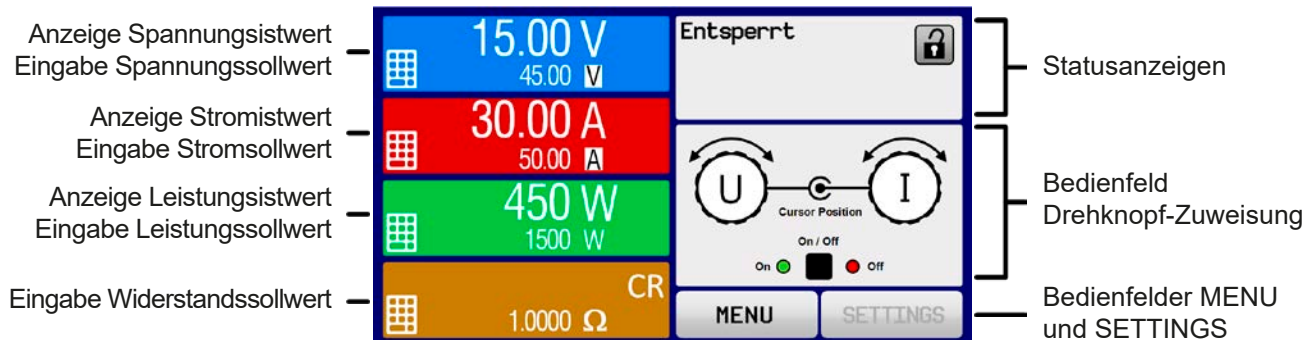 Anzeige Spannungsistwert
Eingabe Spannungssollwert
Anzeige Stromistwert
Eingabe Stromsollwert
Anzeige Leistungsistwert
Eingabe Leistungssollwert
Eingabe Widerstandssollwert
15.00 V
45.00 V
30.00 A
50.00 A
450 W
1500 W
CR
1.0000 Ω
Entsperrt
U
I
Cursor Position
On / Off
On
Off
MENU
SETTINGS
Statusanzeigen
Bedienfeld
Drehknopf-Zuweisung
Bedienfelder MENU
und SETTINGS